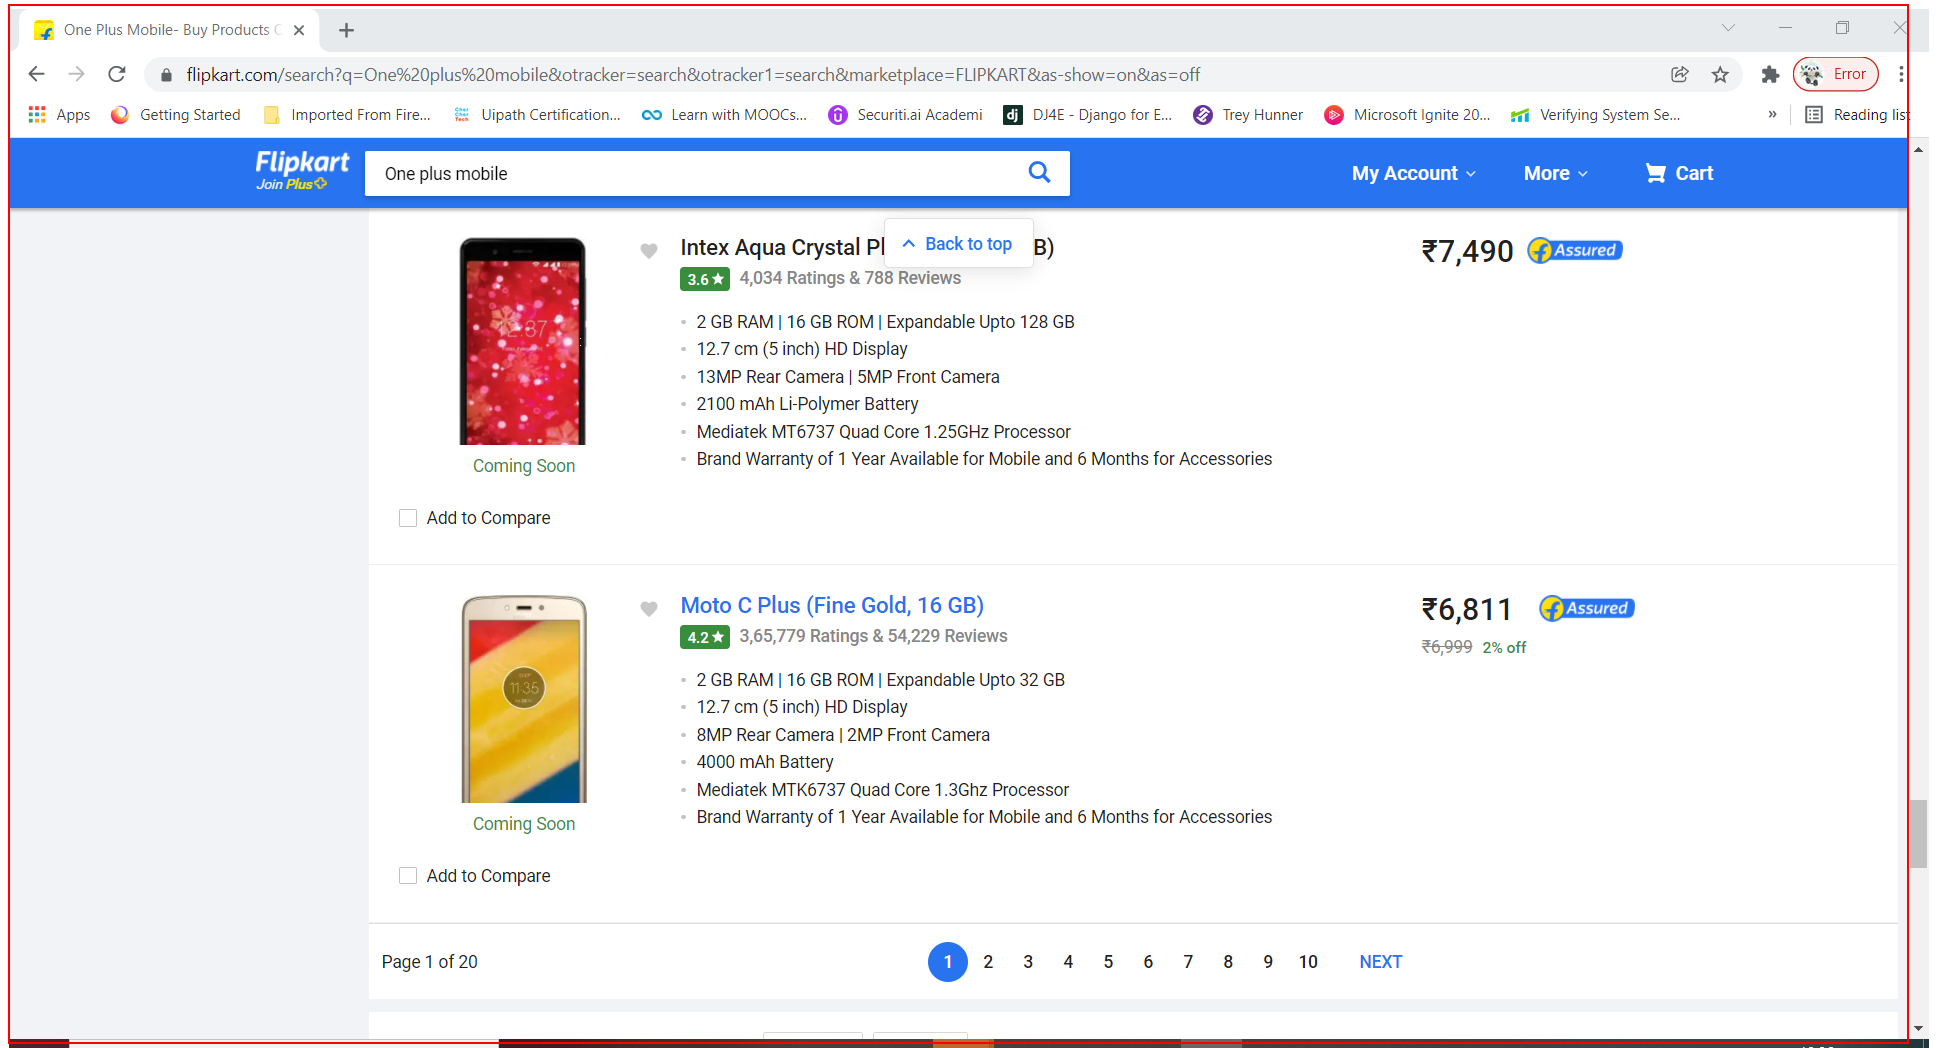 One Plus Mobile- Buy Products
flipkart.com/search?q=One%20plus%20mobile&otracker=search&otracker1=search&marketplace=FLIPKART&as-show=on&as=off
Error
Apps Getting Started Imported From Fire... Uipath Certification... Learn with MOOCs... Securiti.ai Academi DJ4E - Django for E... Trey Hunner Microsoft Ignite 20... Verifying System Se... » Reading list
Flipkart
Join Plus
One plus mobile
My Account More Cart
Back to top
Intex Aqua Crystal B)
₹7,490 Assured
3.6★ 4,034 Ratings & 788 Reviews
2 GB RAM | 16 GB ROM | Expandable Upto 128 GB
12.7 cm (5 inch) HD Display
13MP Rear Camera | 5MP Front Camera
2100 mAh Li-Polymer Battery
Mediatek MT6737 Quad Core 1.25GHz Processor
Brand Warranty of 1 Year Available for Mobile and 6 Months for Accessories
12:37
Coming Soon
Add to Compare
Moto C Plus (Fine Gold, 16 GB)
₹6,811 Assured
₹6,999 2% off
4.2★ 3,65,779 Ratings & 54,229 Reviews
2 GB RAM | 16 GB ROM | Expandable Upto 32 GB
12.7 cm (5 inch) HD Display
8MP Rear Camera | 2MP Front Camera
4000 mAh Battery
Mediatek MTK6737 Quad Core 1.3Ghz Processor
Brand Warranty of 1 Year Available for Mobile and 6 Months for Accessories
11:35
Coming Soon
Add to Compare
Page 1 of 20
1 2 3 4 5 6 7 8 9 10 NEXT